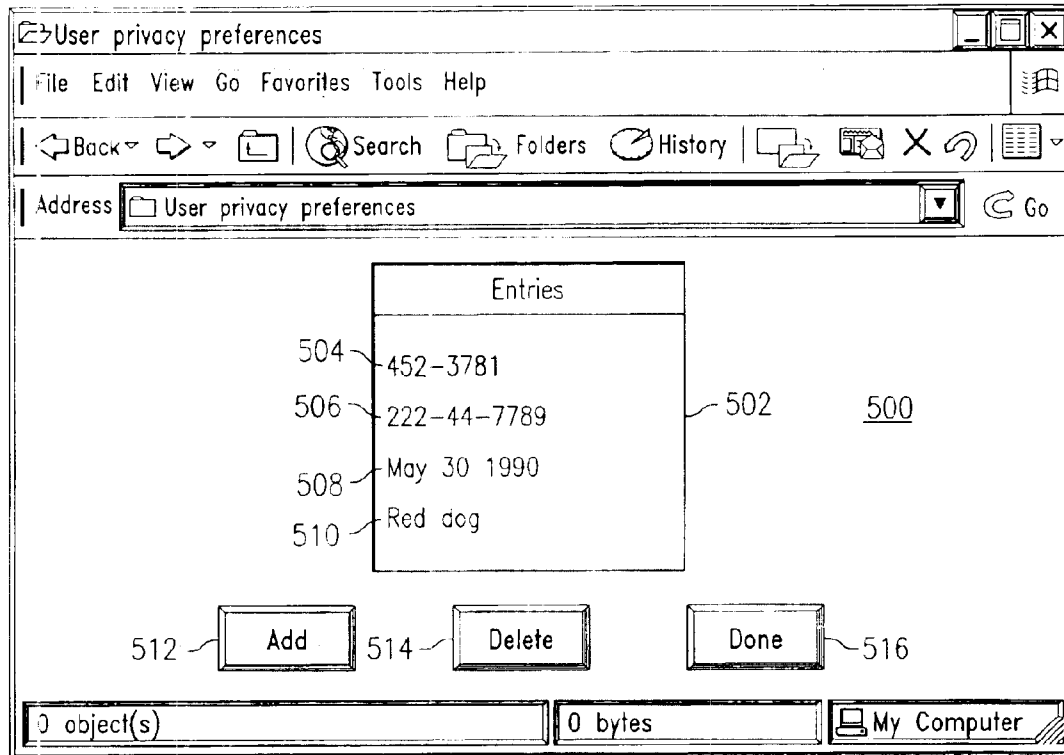 User privacy preferences
File Edit View Go Favorites Tools Help
Back Search Folders History
Address User privacy preferences Go
Entries
504 452-3781
506 222-44-7789 502 500
508 May 30 1990
510 Red dog
512 Add 514 Delete Done 516
0 object(s) 0 bytes My Computer